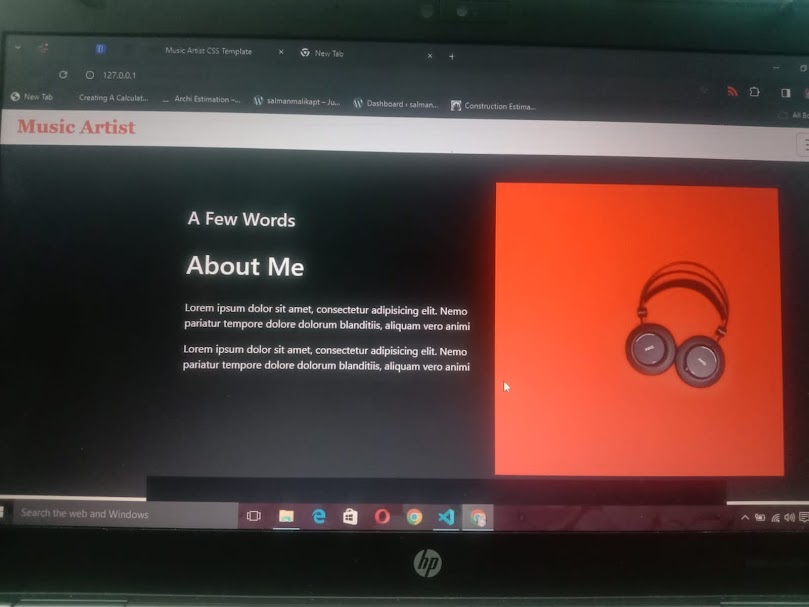 Music Artist CSS Template
New Tab
127.0.0.1
New Tab
Creating A Calculat...
Archi Estimation –...
salmanmalikapt – Ju...
Dashboard ‹ salman...
Construction Estima...
All Bo
Music Artist
A Few Words
About Me
Lorem ipsum dolor sit amet, consectetur adipisicing elit. Nemo
pariatur tempore dolore dolorum blanditiis, aliquam vero animi
Lorem ipsum dolor sit amet, consectetur adipisicing elit. Nemo
pariatur tempore dolore dolorum blanditiis, aliquam vero animi
Search the web and Windows
hp